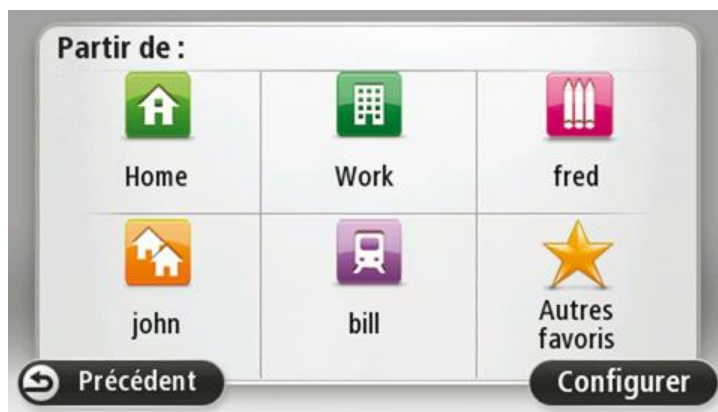 Partir de :
Home
Work
fred
john
bill
Autres
favoris
Précédent
Configurer